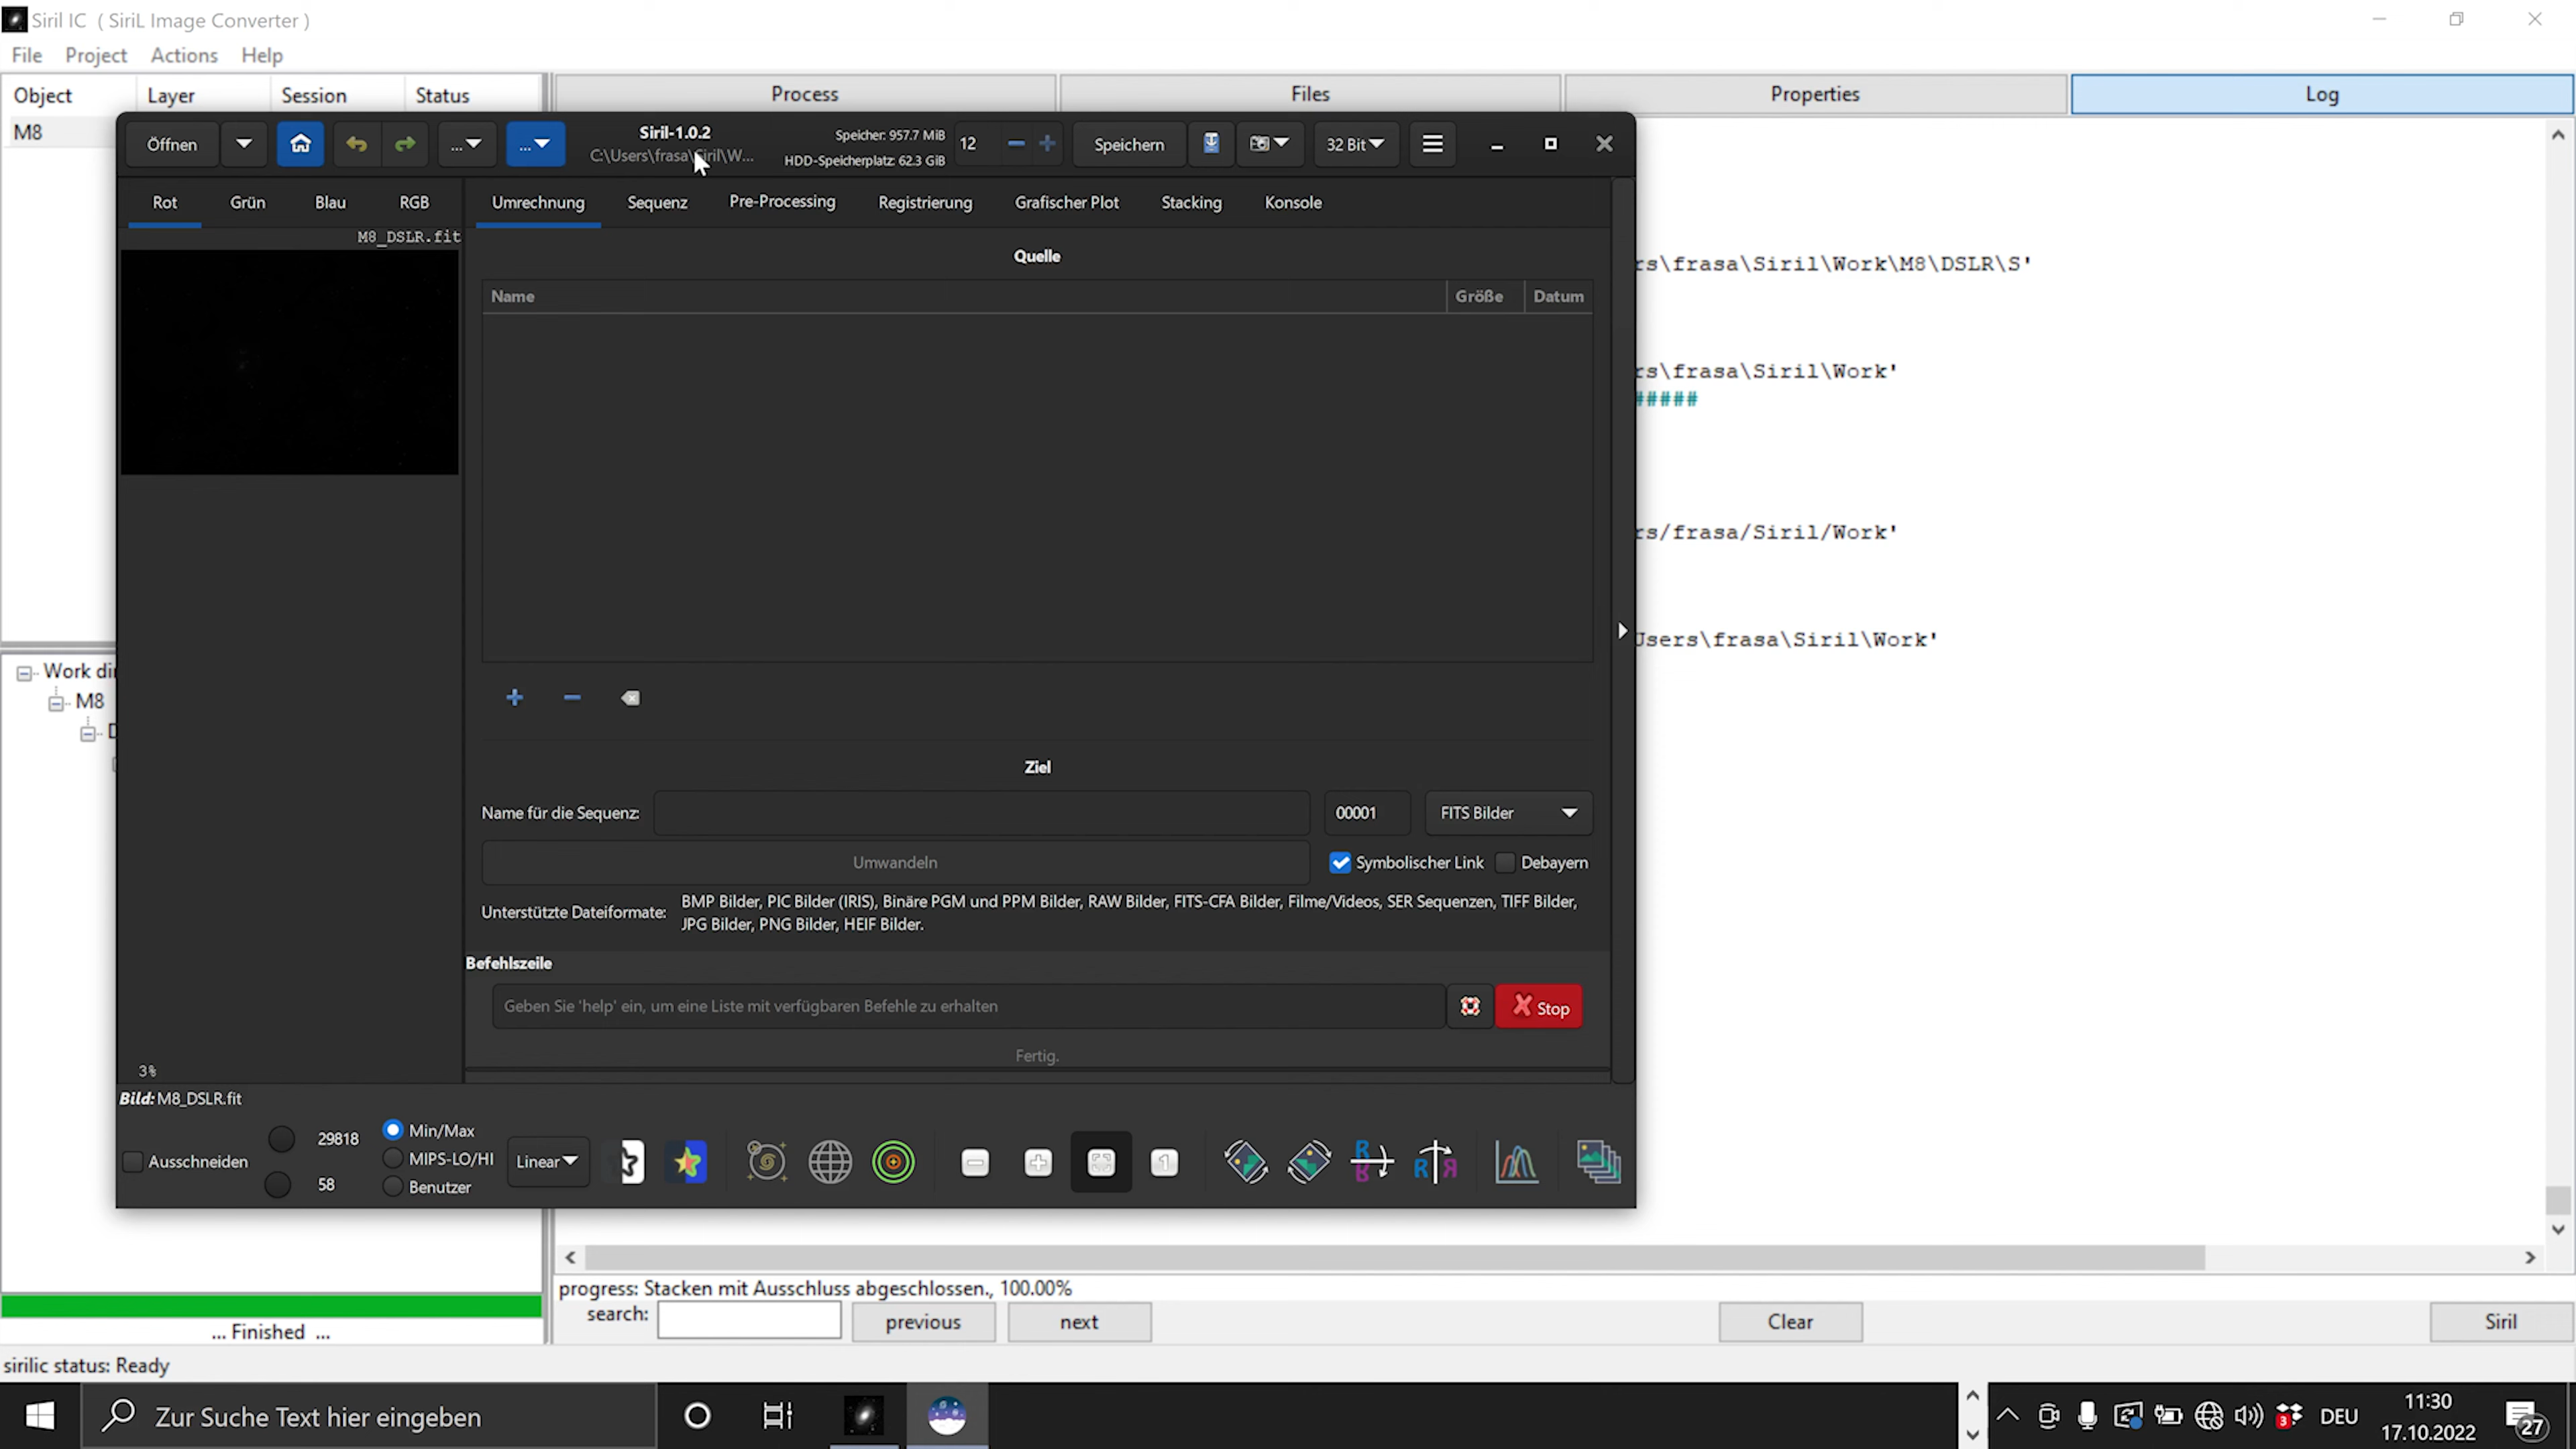 Siril IC ( SiriL Image Converter )
File Project Actions Help
Object Layer Session Status
Process Files Properties Log
M8
Öffnen
...
...
Siril-1.0.2
C:\Users\frasa\Siril\W...
Speicher: 957.7 MiB
HDD-Speicherplatz: 62.3 GiB
12
Speichern
32 Bit
Rot Grün Blau RGB
Umrechnung Sequenz Pre-Processing Registrierung Grafischer Plot Stacking Konsole
M8_DSLR.fit
Quelle
Name Größe Datum
rs\frasa\Siril\Work\M8\DSLR\S'
rs\frasa\Siril\Work'
#####
rs/frasa/Siril/Work'
Users\frasa\Siril\Work'
Work di
M8
D
Ziel
Name für die Sequenz: 00001 FITS Bilder
Umwandeln Symbolischer Link Debayern
Unterstützte Dateiformate: BMP Bilder, PIC Bilder (IRIS), Binäre PGM und PPM Bilder, RAW Bilder, FITS-CFA Bilder, Filme/Videos, SER Sequenzen, TIFF Bilder,
JPG Bilder, PNG Bilder, HEIF Bilder.
Befehlszeile
Geben Sie 'help' ein, um eine Liste mit verfügbaren Befehle zu erhalten
Stop
Fertig.
3%
Bild: M8_DSLR.fit
Ausschneiden
29818
58
Min/Max
MIPS-LO/HI
Benutzer
Linear
progress: Stacken mit Ausschluss abgeschlossen., 100.00%
search: previous next Clear Siril
... Finished ...
sirilic status: Ready
Zur Suche Text hier eingeben
3
DEU
11:30
17.10.2022
27